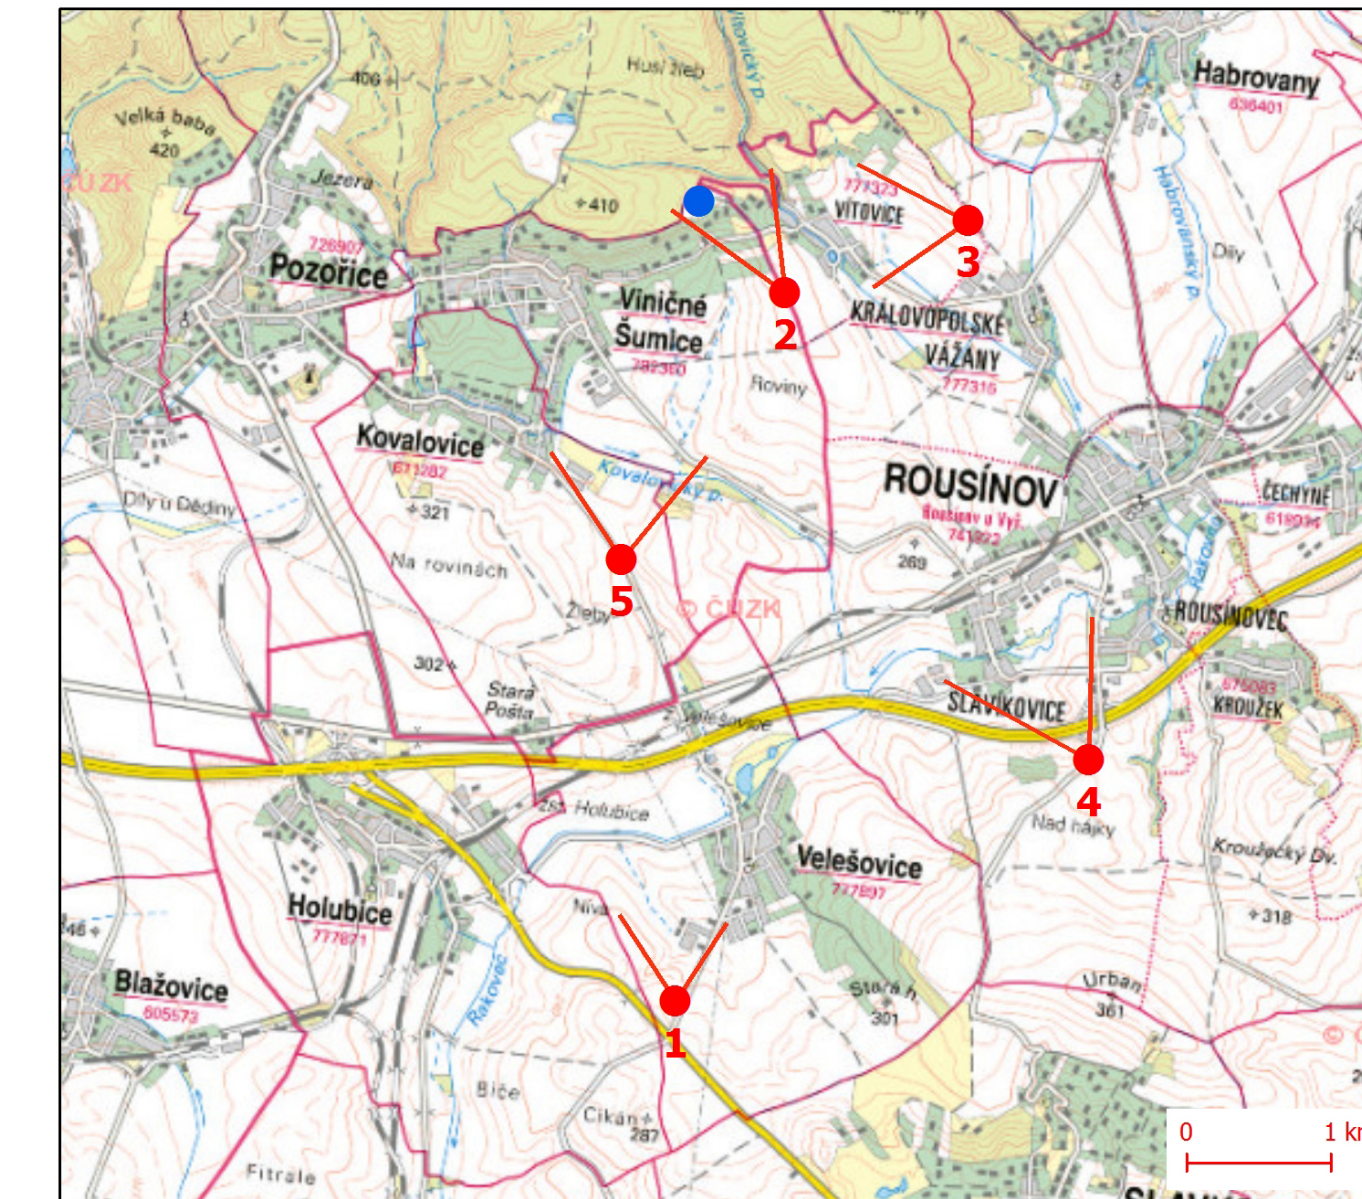 Vítovický p.
Husí žleb
Habrovany
636401
406
Velká baba
420
ČÚZK
Jezera
410
777323
VÍTOVICE
Habrovanský p.
Díly
3
726907
Pozořice
Viničné
Šumice
782360
2
KRÁLOVOPOLSKÉ
VÁŽANY
777315
Roviny
Kovalovice
671282
Kovalovický p.
ROUSÍNOV
Rousínov u Vyš.
741922
ČECHYNĚ
618934
Díly u Dědiny
321
Na rovinách
269
Rakovec
5
Žleby
© ČÚZK
ROUSÍNOVEC
302
Stará
Pošta
Velešovice
SLAVÍKOVICE
675083
KROUŽEK
4
Nad hájky
Holubice
Velešovice
777897
Kroužecký Dv.
Holubice
777871
Niva
318
246
Blažovice
605573
Rakovec
Stará h.
301
Urban
361
1
©
Biče
Cikán
287
Fitrale
0
1 km